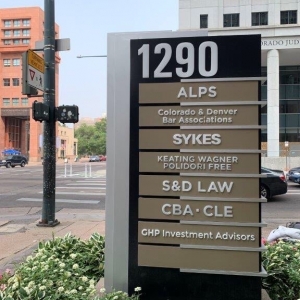 1290
ALPS
Colorado & Denver
Bar Associations
SYKES
KEATING WAGNER
POLIDORI FREE
S&D LAW
CBA·CLE
GHP Investment Advisors